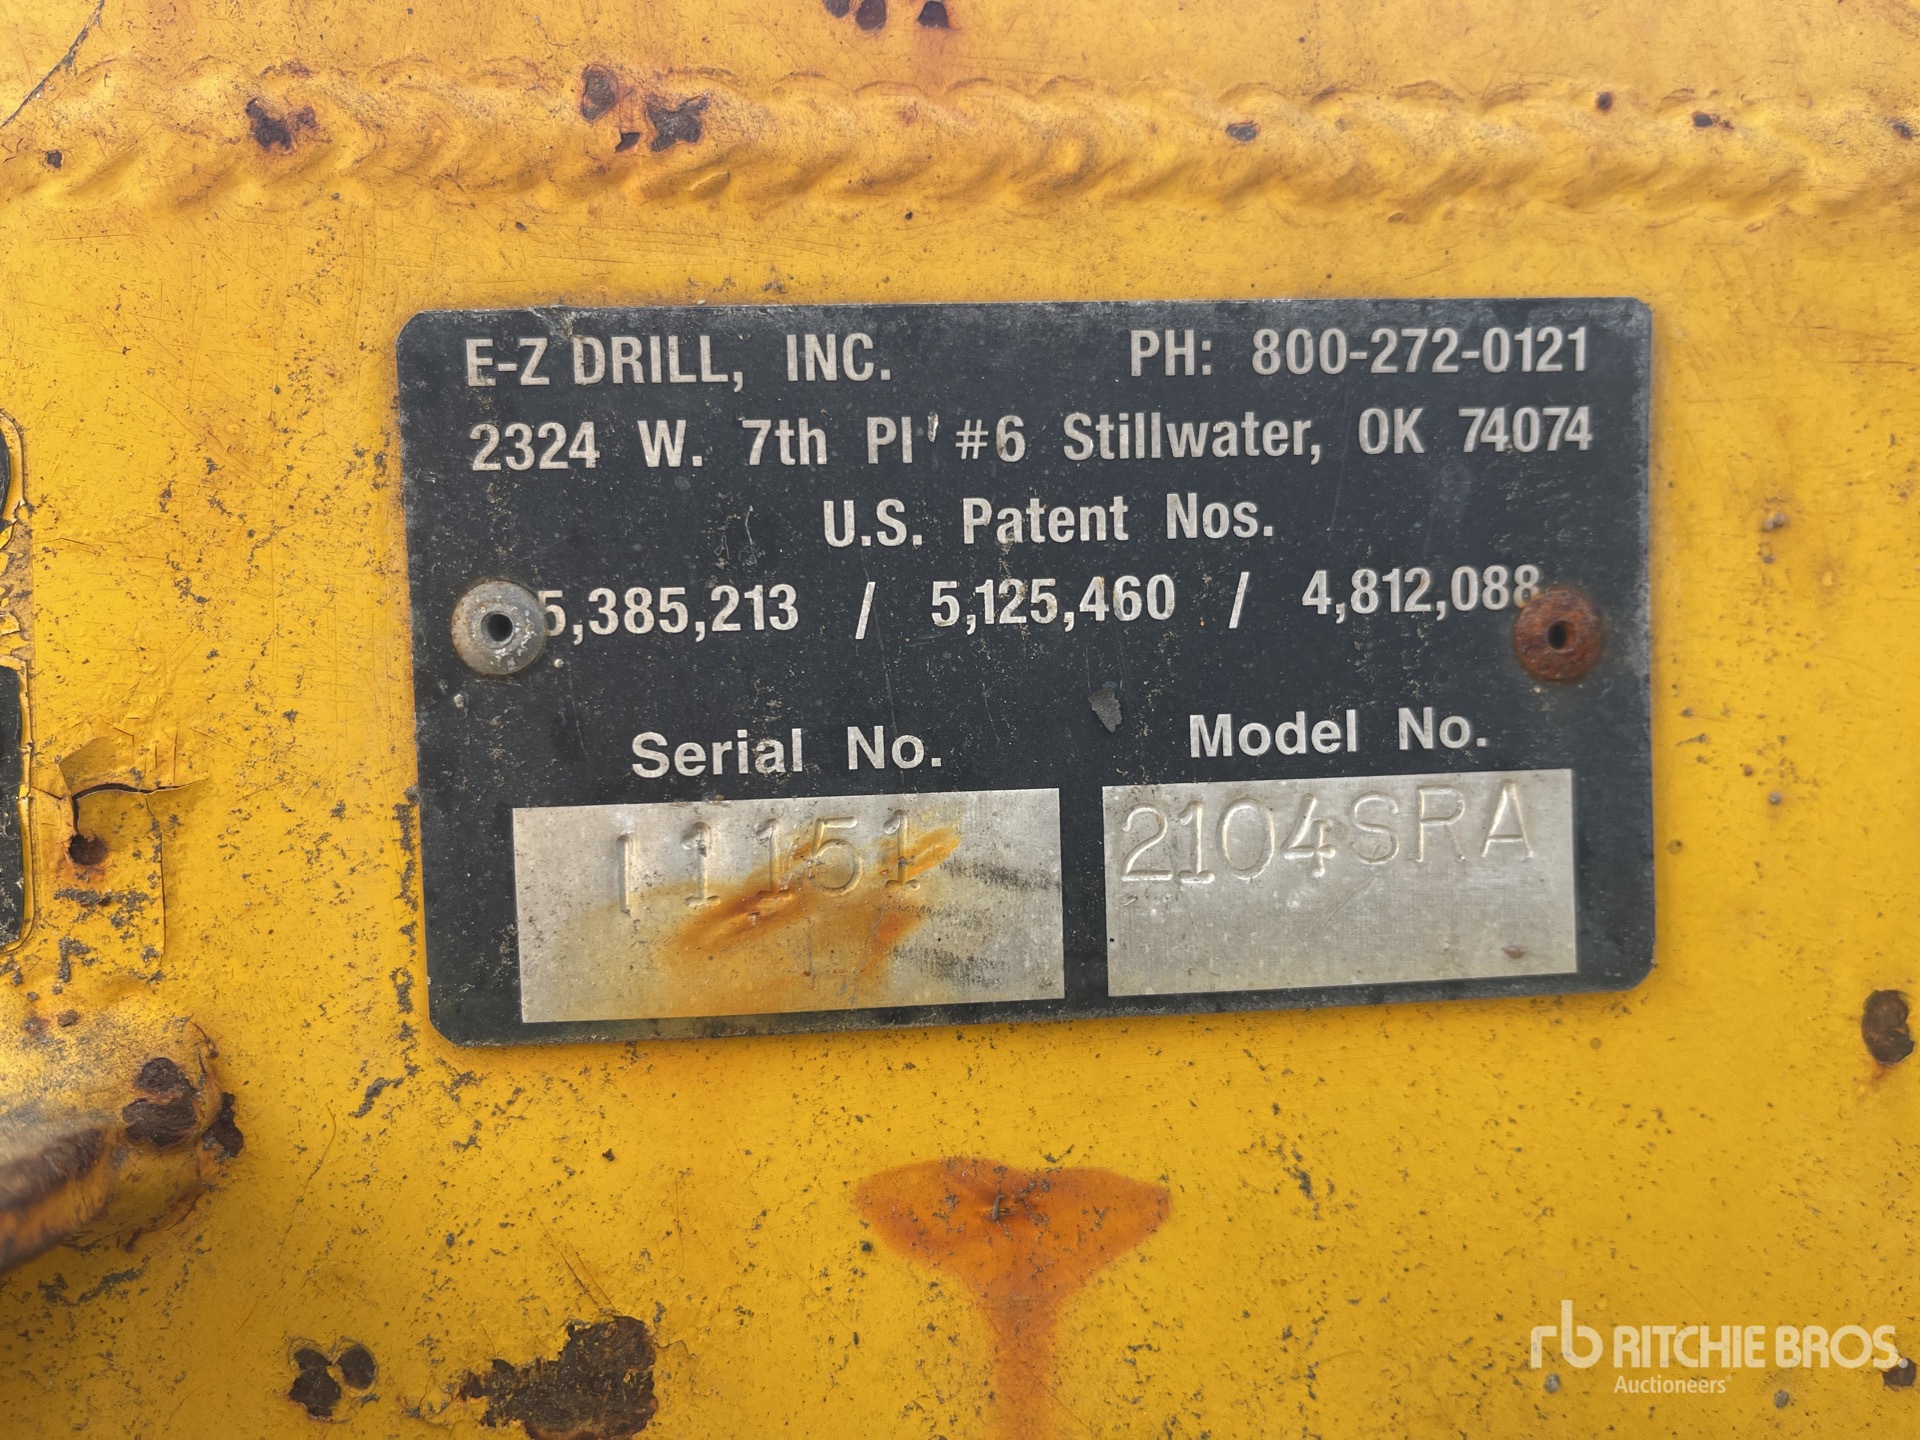 E-Z DRILL, INC. PH: 800-272-0121
2324 W. 7th Pl #6 Stillwater, OK 74074
U.S. Patent Nos.
5,385,213 / 5,125,460 / 4,812,088
Serial No. Model No.
11151 2104SRA
rb RITCHIE BROS.
Auctioneers